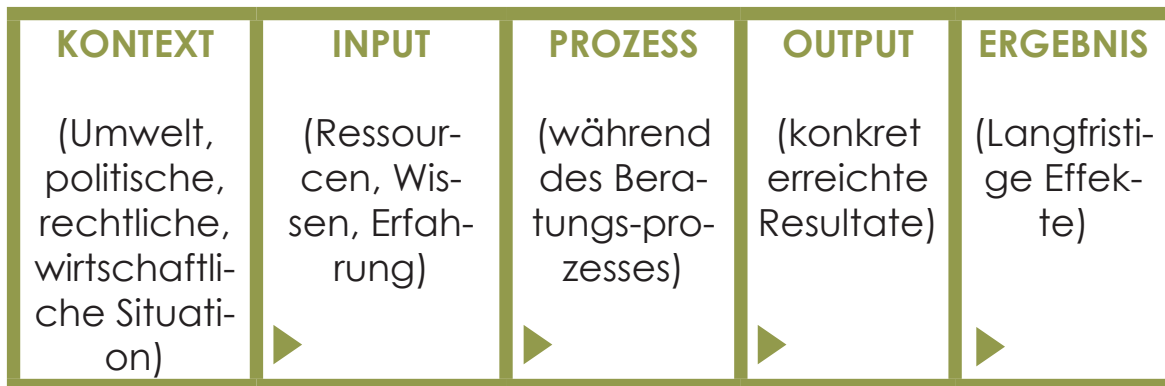 KONTEXT
(Umwelt,
politische,
rechtliche,
wirtschaftli-
che Situati-
on)
INPUT
(Ressour-
cen, Wis-
sen, Erfah-
rung)
PROZESS
(während
des Bera-
tungs-pro-
zesses)
OUTPUT
(konkret
erreichte
Resultate)
ERGEBNIS
(Langfristi-
ge Effek-
te)